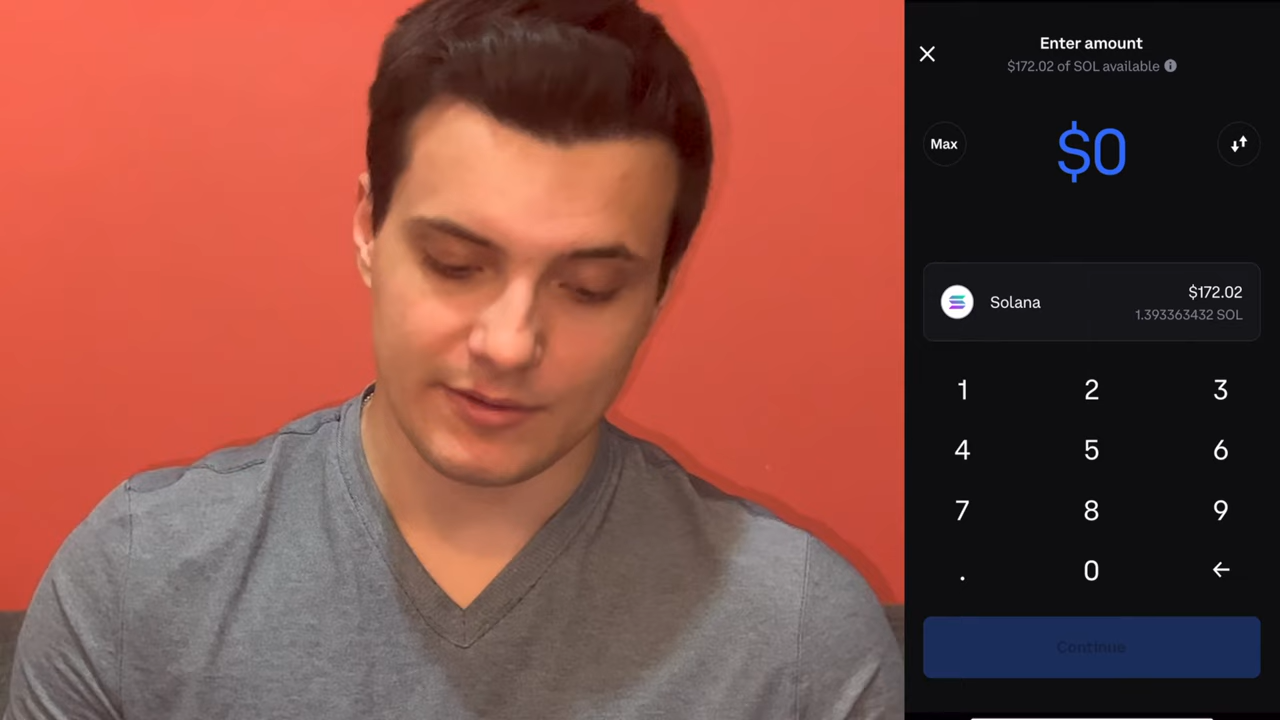 Enter amount
$172.02 of SOL available
Max
$0
Solana
$172.02
1.393363432 SOL
1 2 3
4 5 6
7 8 9
. 0
Continue